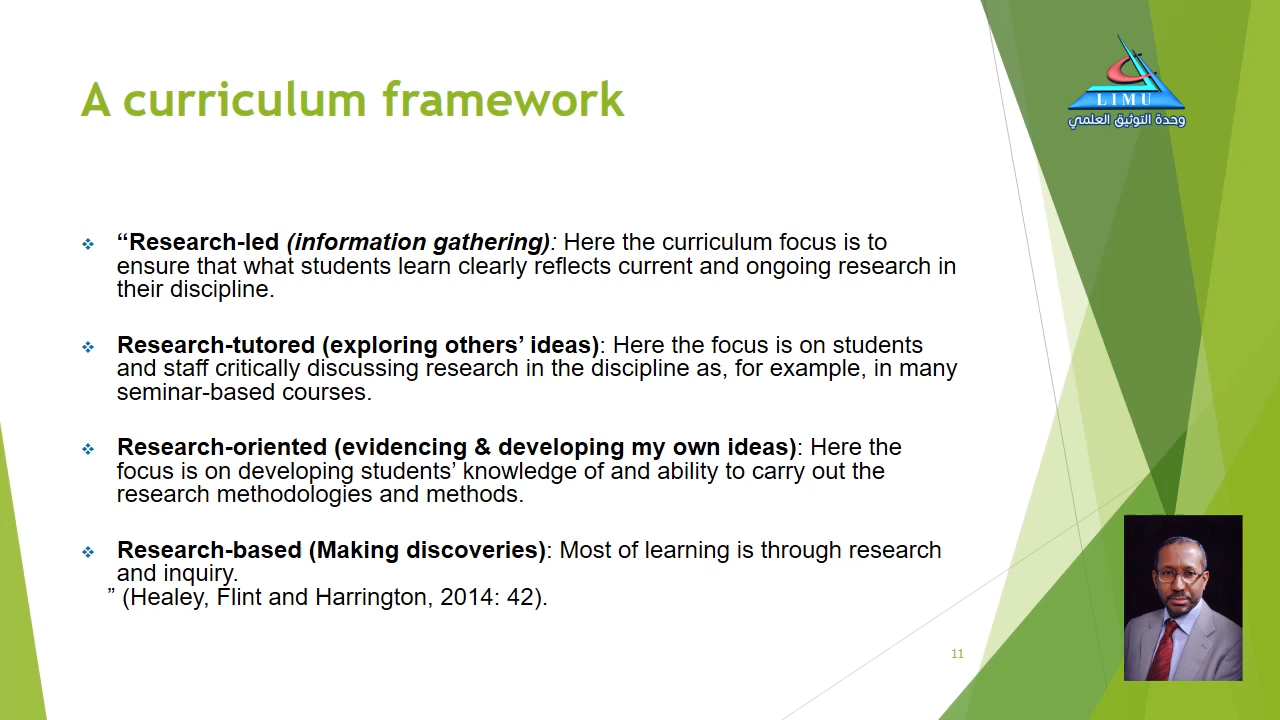 A curriculum framework
LIMU
وحدة التوثيق العلمي
“Research-led (information gathering): Here the curriculum focus is to
ensure that what students learn clearly reflects current and ongoing research in
their discipline.
Research-tutored (exploring others’ ideas): Here the focus is on students
and staff critically discussing research in the discipline as, for example, in many
seminar-based courses.
Research-oriented (evidencing & developing my own ideas): Here the
focus is on developing students’ knowledge of and ability to carry out the
research methodologies and methods.
Research-based (Making discoveries): Most of learning is through research
and inquiry.
” (Healey, Flint and Harrington, 2014: 42).
11